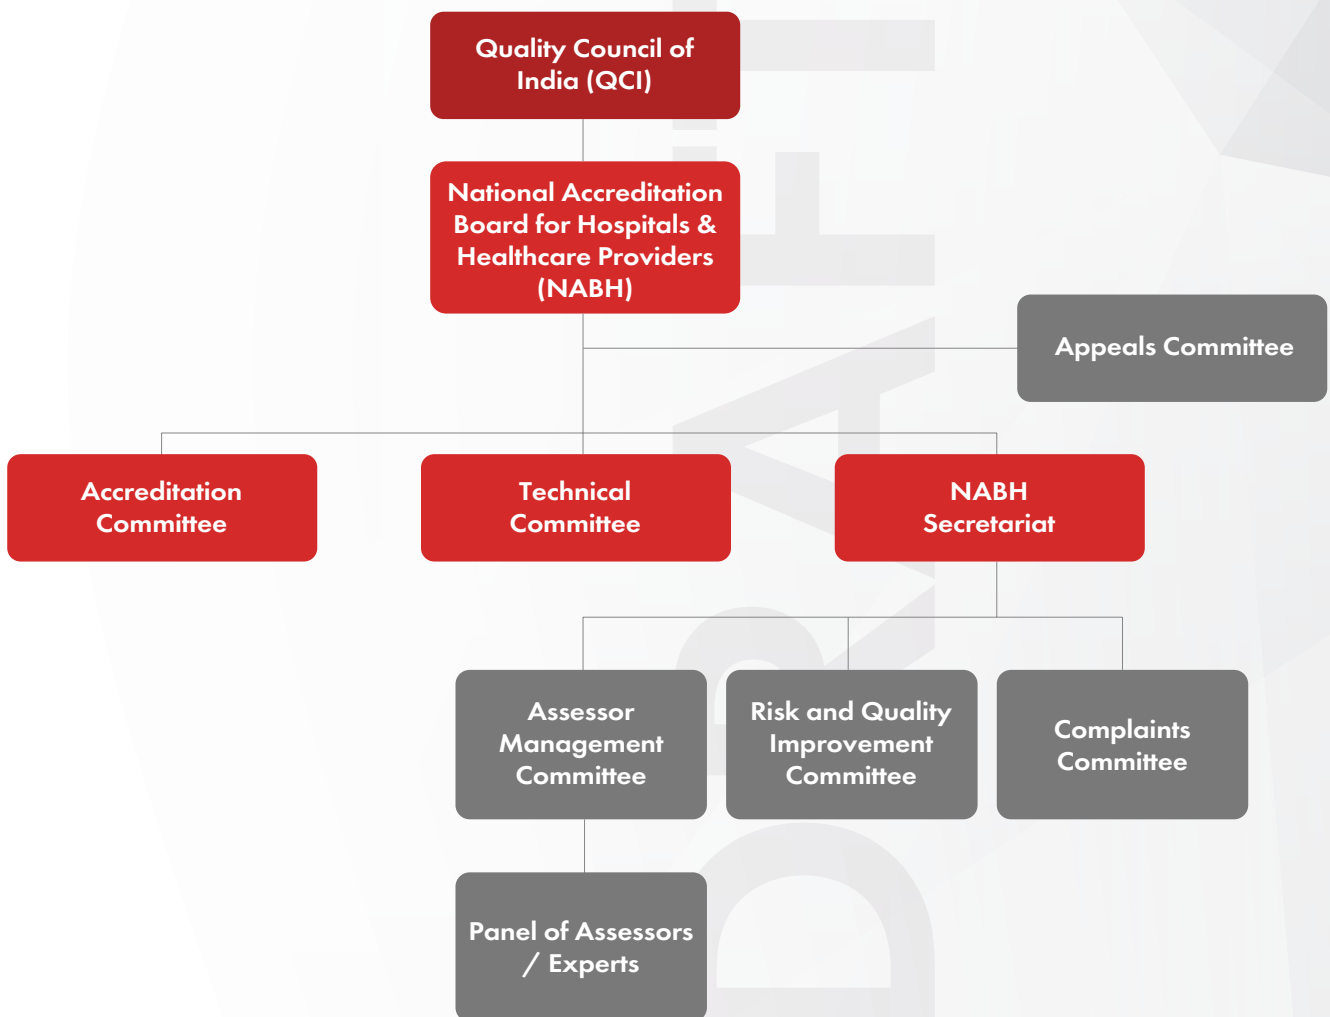 Quality Council of
India (QCI)
National Accreditation
Board for Hospitals &
Healthcare Providers
(NABH)
Appeals Committee
Accreditation
Committee
Technical
Committee
NABH
Secretariat
Assessor
Management
Committee
Risk and Quality
Improvement
Committee
Complaints
Committee
Panel of Assessors
/ Experts
DRAFT